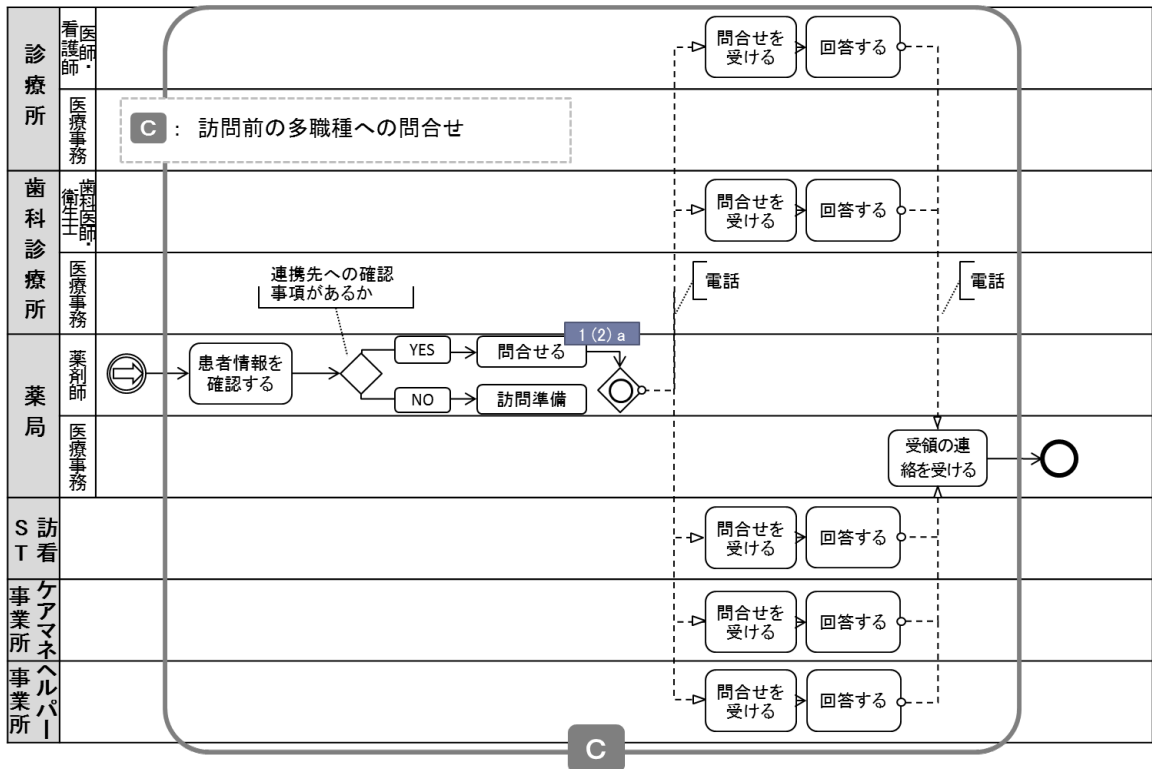 診療所
医師・
看護師
問合せを
受ける
回答する
医療事務
C : 訪問前の多職種への問合せ
歯科診療所
歯科医師・
衛生士
問合せを
受ける
回答する
医療事務
連携先への確認
事項があるか
電話
電話
薬局
薬剤師
患者情報を
確認する
YES
問合せる
1 (2) a
NO
訪問準備
医療事務
受領の連
絡を受ける
訪看
ST
問合せを
受ける
回答する
ケアマネ
事業所
問合せを
受ける
回答する
ヘルパー
事業所
問合せを
受ける
回答する
C